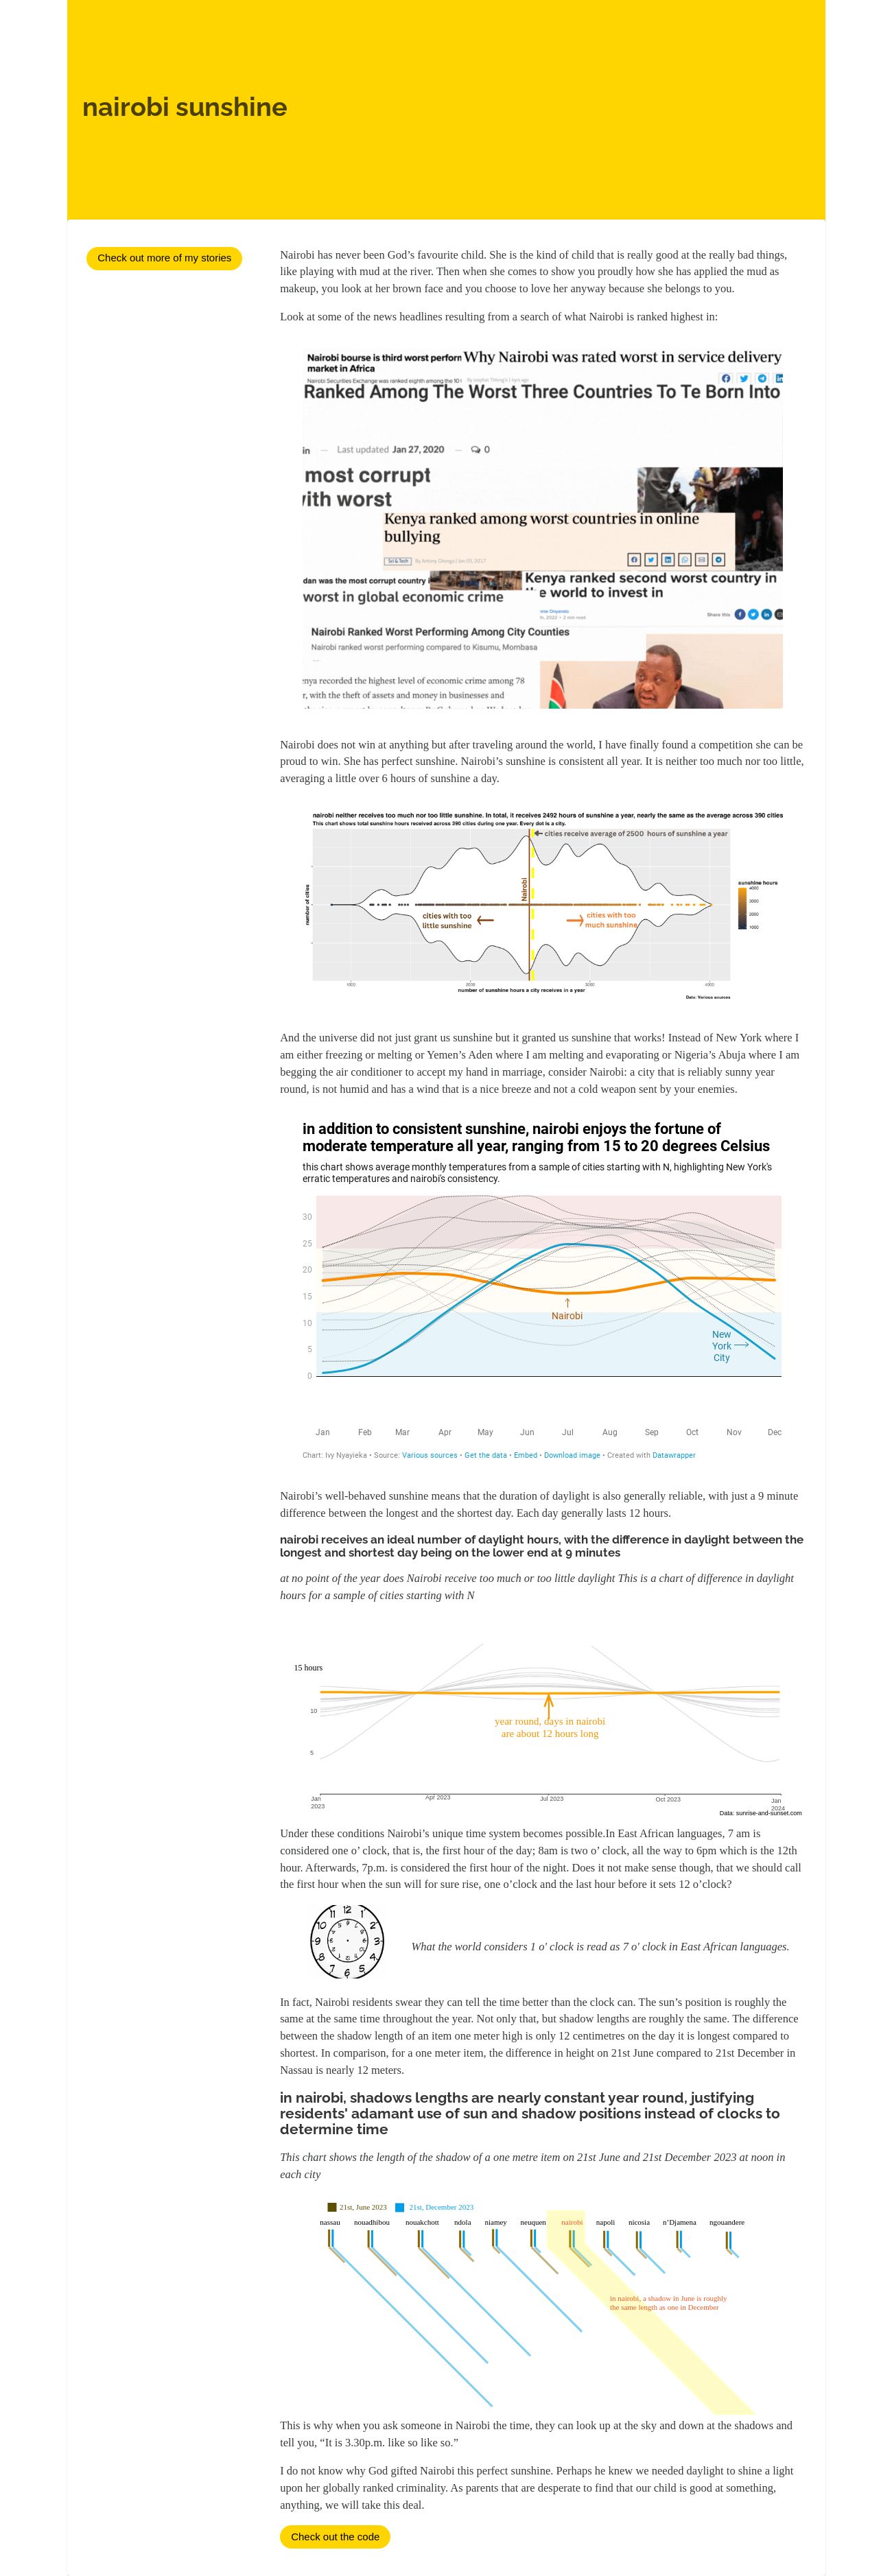 nairobi sunshine
Check out more of my stories
Nairobi has never been God’s favourite child. She is the kind of child that is really good at the really bad things,
like playing with mud at the river. Then when she comes to show you proudly how she has applied the mud as
makeup, you look at her brown face and you choose to love her anyway because she belongs to you.
Look at some of the news headlines resulting from a search of what Nairobi is ranked highest in:
Nairobi bourse is third worst perform
market in Africa
Why Nairobi was rated worst in service delivery
Ranked Among The Worst Three Countries To Te Born Into
in — Last updated Jan 27, 2020 — 0
most corrupt
with worst
Kenya ranked among worst countries in online
bullying
Sci & Tech
dan was the most corrupt country i
worst in global economic crime
Kenya ranked second worst country in
the world to invest in
Share this
Nairobi Ranked Worst Performing Among City Counties
Nairobi ranked worst performing compared to Kisumu, Mombasa
...
enya recorded the highest level of economic crime among 78
r, with the theft of assets and money in businesses and
Nairobi does not win at anything but after traveling around the world, I have finally found a competition she can be
proud to win. She has perfect sunshine. Nairobi’s sunshine is consistent all year. It is neither too much nor too little,
averaging a little over 6 hours of sunshine a day.
nairobi neither receives too much nor too little sunshine. In total, it receives 2492 hours of sunshine a year, nearly the same as the average across 390 cities
This chart shows total sunshine hours received across 390 cities during one year. Every dot is a city.
cities receive average of 2500 hours of sunshine a year
number of cities
Nairobi
cities with too
little sunshine
cities with too
much sunshine
sunshine hours
4000
3000
2000
1000
1000 2000 3000 4000
number of sunshine hours a city receives in a year
Data: Various sources
And the universe did not just grant us sunshine but it granted us sunshine that works! Instead of New York where I
am either freezing or melting or Yemen’s Aden where I am melting and evaporating or Nigeria’s Abuja where I am
begging the air conditioner to accept my hand in marriage, consider Nairobi: a city that is reliably sunny year
round, is not humid and has a wind that is a nice breeze and not a cold weapon sent by your enemies.
in addition to consistent sunshine, nairobi enjoys the fortune of
moderate temperature all year, ranging from 15 to 20 degrees Celsius
this chart shows average monthly temperatures from a sample of cities starting with N, highlighting New York's
erratic temperatures and nairobi's consistency.
30
25
20
15
10
5
0
Nairobi
New
York
City
Jan Feb Mar Apr May Jun Jul Aug Sep Oct Nov Dec
Chart: Ivy Nyayieka • Source: Various sources • Get the data • Embed • Download image • Created with Datawrapper
Nairobi’s well-behaved sunshine means that the duration of daylight is also generally reliable, with just a 9 minute
difference between the longest and the shortest day. Each day generally lasts 12 hours.
nairobi receives an ideal number of daylight hours, with the difference in daylight between the
longest and shortest day being on the lower end at 9 minutes
at no point of the year does Nairobi receive too much or too little daylight This is a chart of difference in daylight
hours for a sample of cities starting with N
15 hours
10
5
year round, days in nairobi
are about 12 hours long
Jan
2023
Apr 2023
Jul 2023
Oct 2023
Jan
2024
Data: sunrise-and-sunset.com
Under these conditions Nairobi’s unique time system becomes possible.In East African languages, 7 am is
considered one o’ clock, that is, the first hour of the day; 8am is two o’ clock, all the way to 6pm which is the 12th
hour. Afterwards, 7p.m. is considered the first hour of the night. Does it not make sense though, that we should call
the first hour when the sun will for sure rise, one o’clock and the last hour before it sets 12 o’clock?
12 1 2 3 4 5 6 7 8 9 10 11
What the world considers 1 o' clock is read as 7 o' clock in East African languages.
In fact, Nairobi residents swear they can tell the time better than the clock can. The sun’s position is roughly the
same at the same time throughout the year. Not only that, but shadow lengths are roughly the same. The difference
between the shadow length of an item one meter high is only 12 centimetres on the day it is longest compared to
shortest. In comparison, for a one meter item, the difference in height on 21st June compared to 21st December in
Nassau is nearly 12 meters.
in nairobi, shadows lengths are nearly constant year round, justifying
residents' adamant use of sun and shadow positions instead of clocks to
determine time
This chart shows the length of the shadow of a one metre item on 21st June and 21st December 2023 at noon in
each city
21st, June 2023 21st, December 2023
nassau nouadhibou nouakchott ndola niamey neuquen nairobi napoli nicosia n’Djamena ngouandere
in nairobi, a shadow in June is roughly
the same length as one in December
This is why when you ask someone in Nairobi the time, they can look up at the sky and down at the shadows and
tell you, “It is 3.30p.m. like so like so.”
I do not know why God gifted Nairobi this perfect sunshine. Perhaps he knew we needed daylight to shine a light
upon her globally ranked criminality. As parents that are desperate to find that our child is good at something,
anything, we will take this deal.
Check out the code